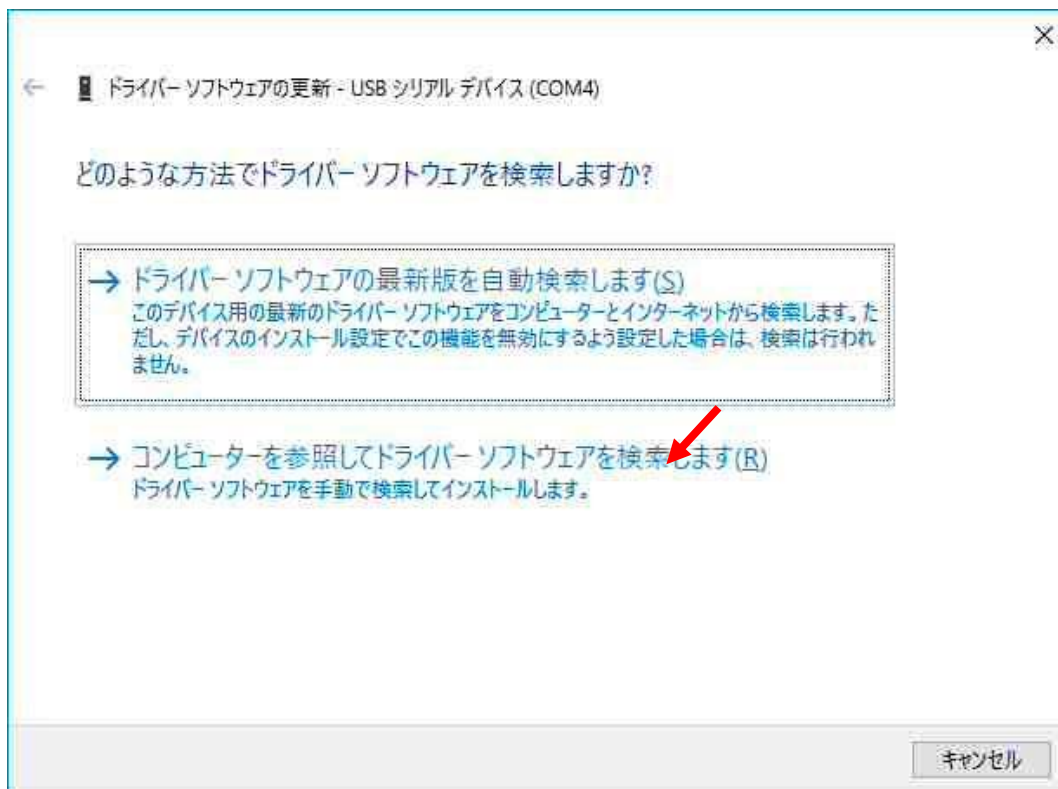 ドライバー ソフトウェアの更新 - USB シリアル デバイス (COM4)
どのような方法でドライバー ソフトウェアを検索しますか?
ドライバー ソフトウェアの最新版を自動検索します(S)
このデバイス用の最新のドライバー ソフトウェアをコンピューターとインターネットから検索します。た
だし、デバイスのインストール設定でこの機能を無効にするよう設定した場合は、検索は行われ
ません。
コンピューターを参照してドライバー ソフトウェアを検索します(R)
ドライバー ソフトウェアを手動で検索してインストールします。
キャンセル